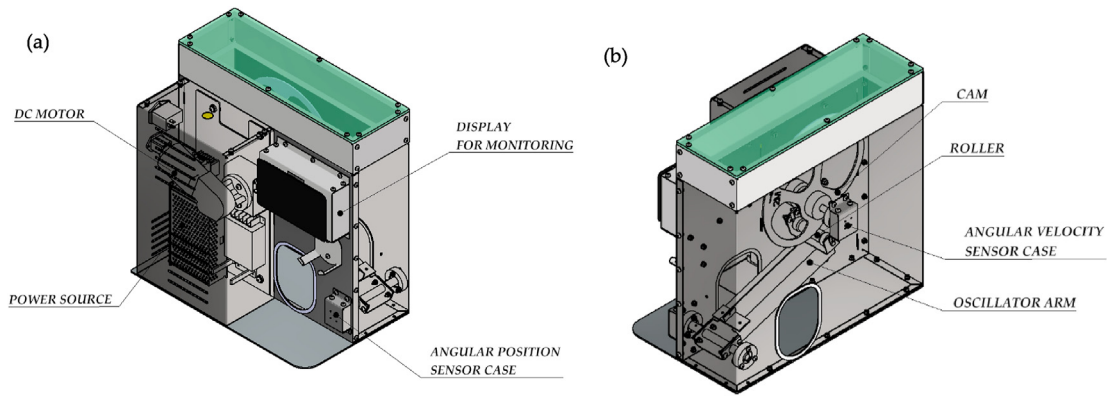 (a)
DC MOTOR
DISPLAY
FOR MONITORING
POWER SOURCE
ANGULAR POSITION
SENSOR CASE
(b)
CAM
ROLLER
ANGULAR VELOCITY
SENSOR CASE
OSCILLATOR ARM